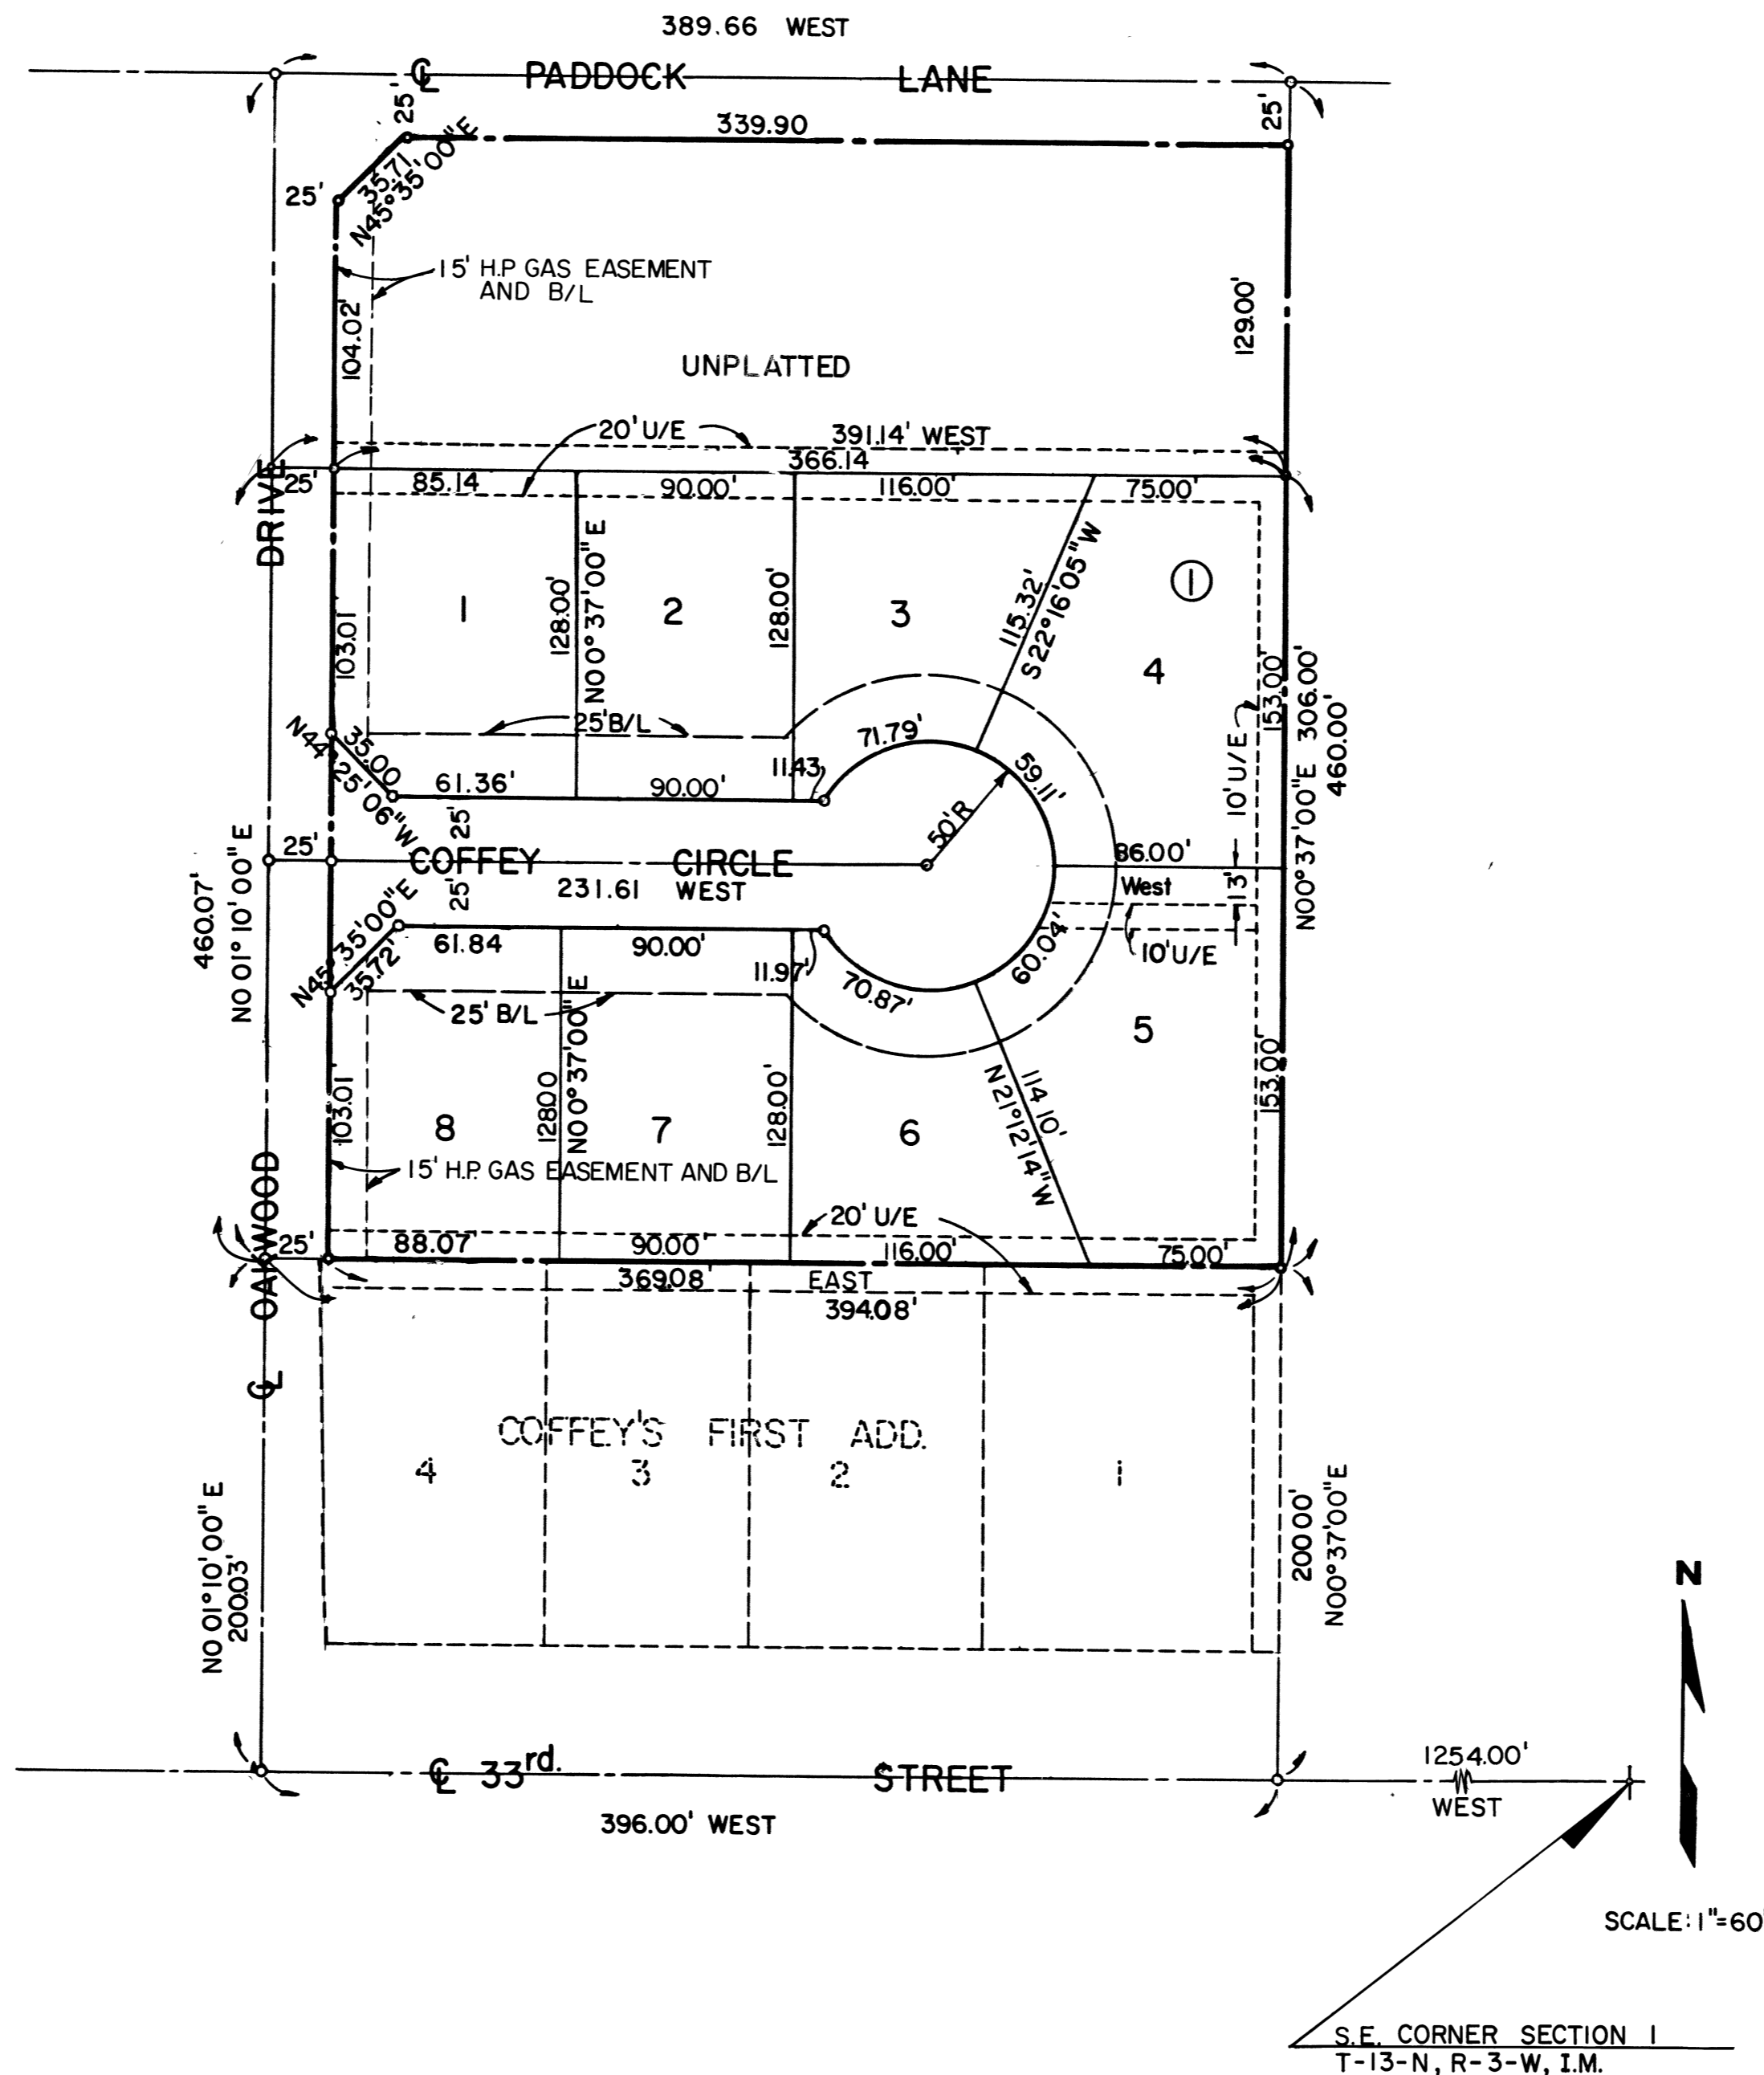 389.66 WEST
℄ PADDOCK LANE
25'
25'
339.90
35.71
N45°35'00"E
25'
15' H.P GAS EASEMENT
AND B/L
104.02'
129.00'
UNPLATTED
20' U/E
391.14' WEST
366.14
25'
85.14
90.00'
116.00'
75.00'
DRIVE
N00°37'00"E
128.00'
128.00'
115.32'
S22°16'05"W
1
1
2
3
4
103.01'
153.00'
N00°37'00"E 306.00'
460.00'
10' U/E
25' B/L
71.79'
59.11'
11.43
N44°25'06"W
35.00
61.36'
90.00'
25'
50'R
25'
COFFEY CIRCLE
86.00'
West
13'
231.61 WEST
25'
460.07'
N01°10'00"E
N45°35'00"E
35.72'
61.84
90.00'
11.97'
70.87'
60.04'
10' U/E
25' B/L
5
N00°37'00"E
128.00
128.00'
114.10'
N21°12'14"W
153.00'
103.01'
8
7
6
15' H.P. GAS EASEMENT AND B/L
20' U/E
25'
88.07'
90.00'
116.00'
75.00'
369.08'
EAST
394.08'
℄ OAKWOOD
COFFEY'S FIRST ADD.
4
3
2
1
N01°10'00"E
200.03'
200.00'
N00°37'00"E
N
℄ 33rd. STREET
396.00' WEST
1254.00'
WEST
SCALE: 1"=60'
S.E. CORNER SECTION 1
T-13-N, R-3-W, I.M.